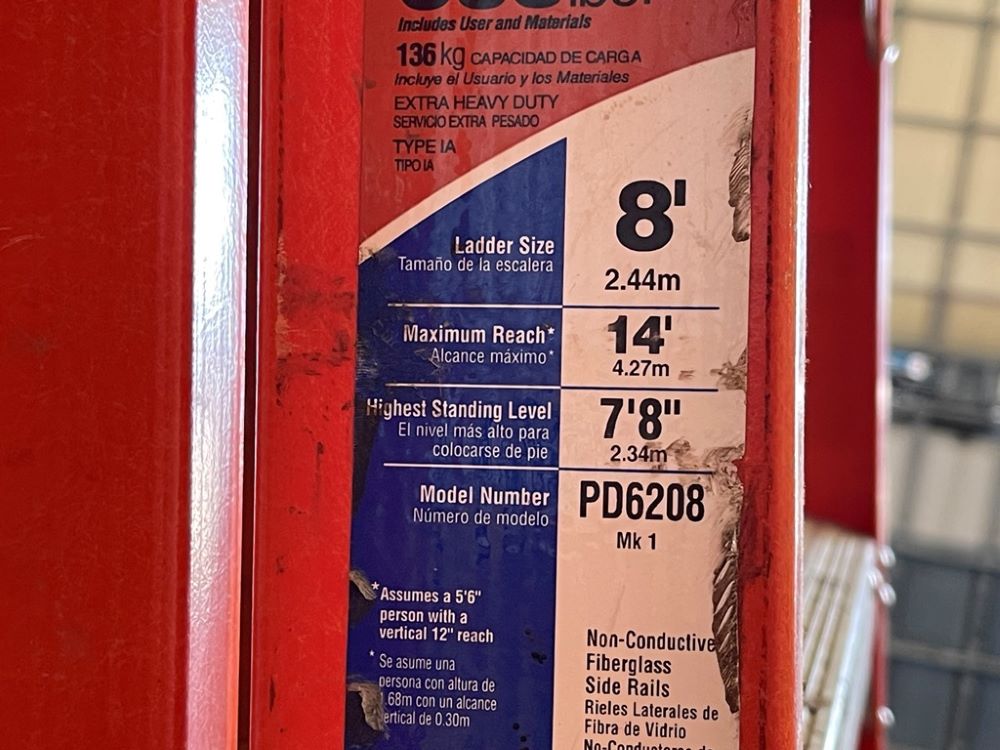 Includes User and Materials
136 kg CAPACIDAD DE CARGA
Incluye el Usuario y los Materiales
EXTRA HEAVY DUTY
SERVICIO EXTRA PESADO
TYPE IA
TIPO IA
Ladder Size
Tamaño de la escalera
8'
2.44m
Maximum Reach*
Alcance máximo*
14'
4.27m
Highest Standing Level
El nivel más alto para
colocarse de pie
7'8"
2.34m
Model Number
Número de modelo
PD6208
Mk 1
*Assumes a 5'6"
person with a
vertical 12" reach
* Se asume una
persona con altura de
.68m con un alcance
ertical de 0.30m
Non-Conductive
Fiberglass
Side Rails
Rieles Laterales de
Fibra de Vidrio
No-Conductores de